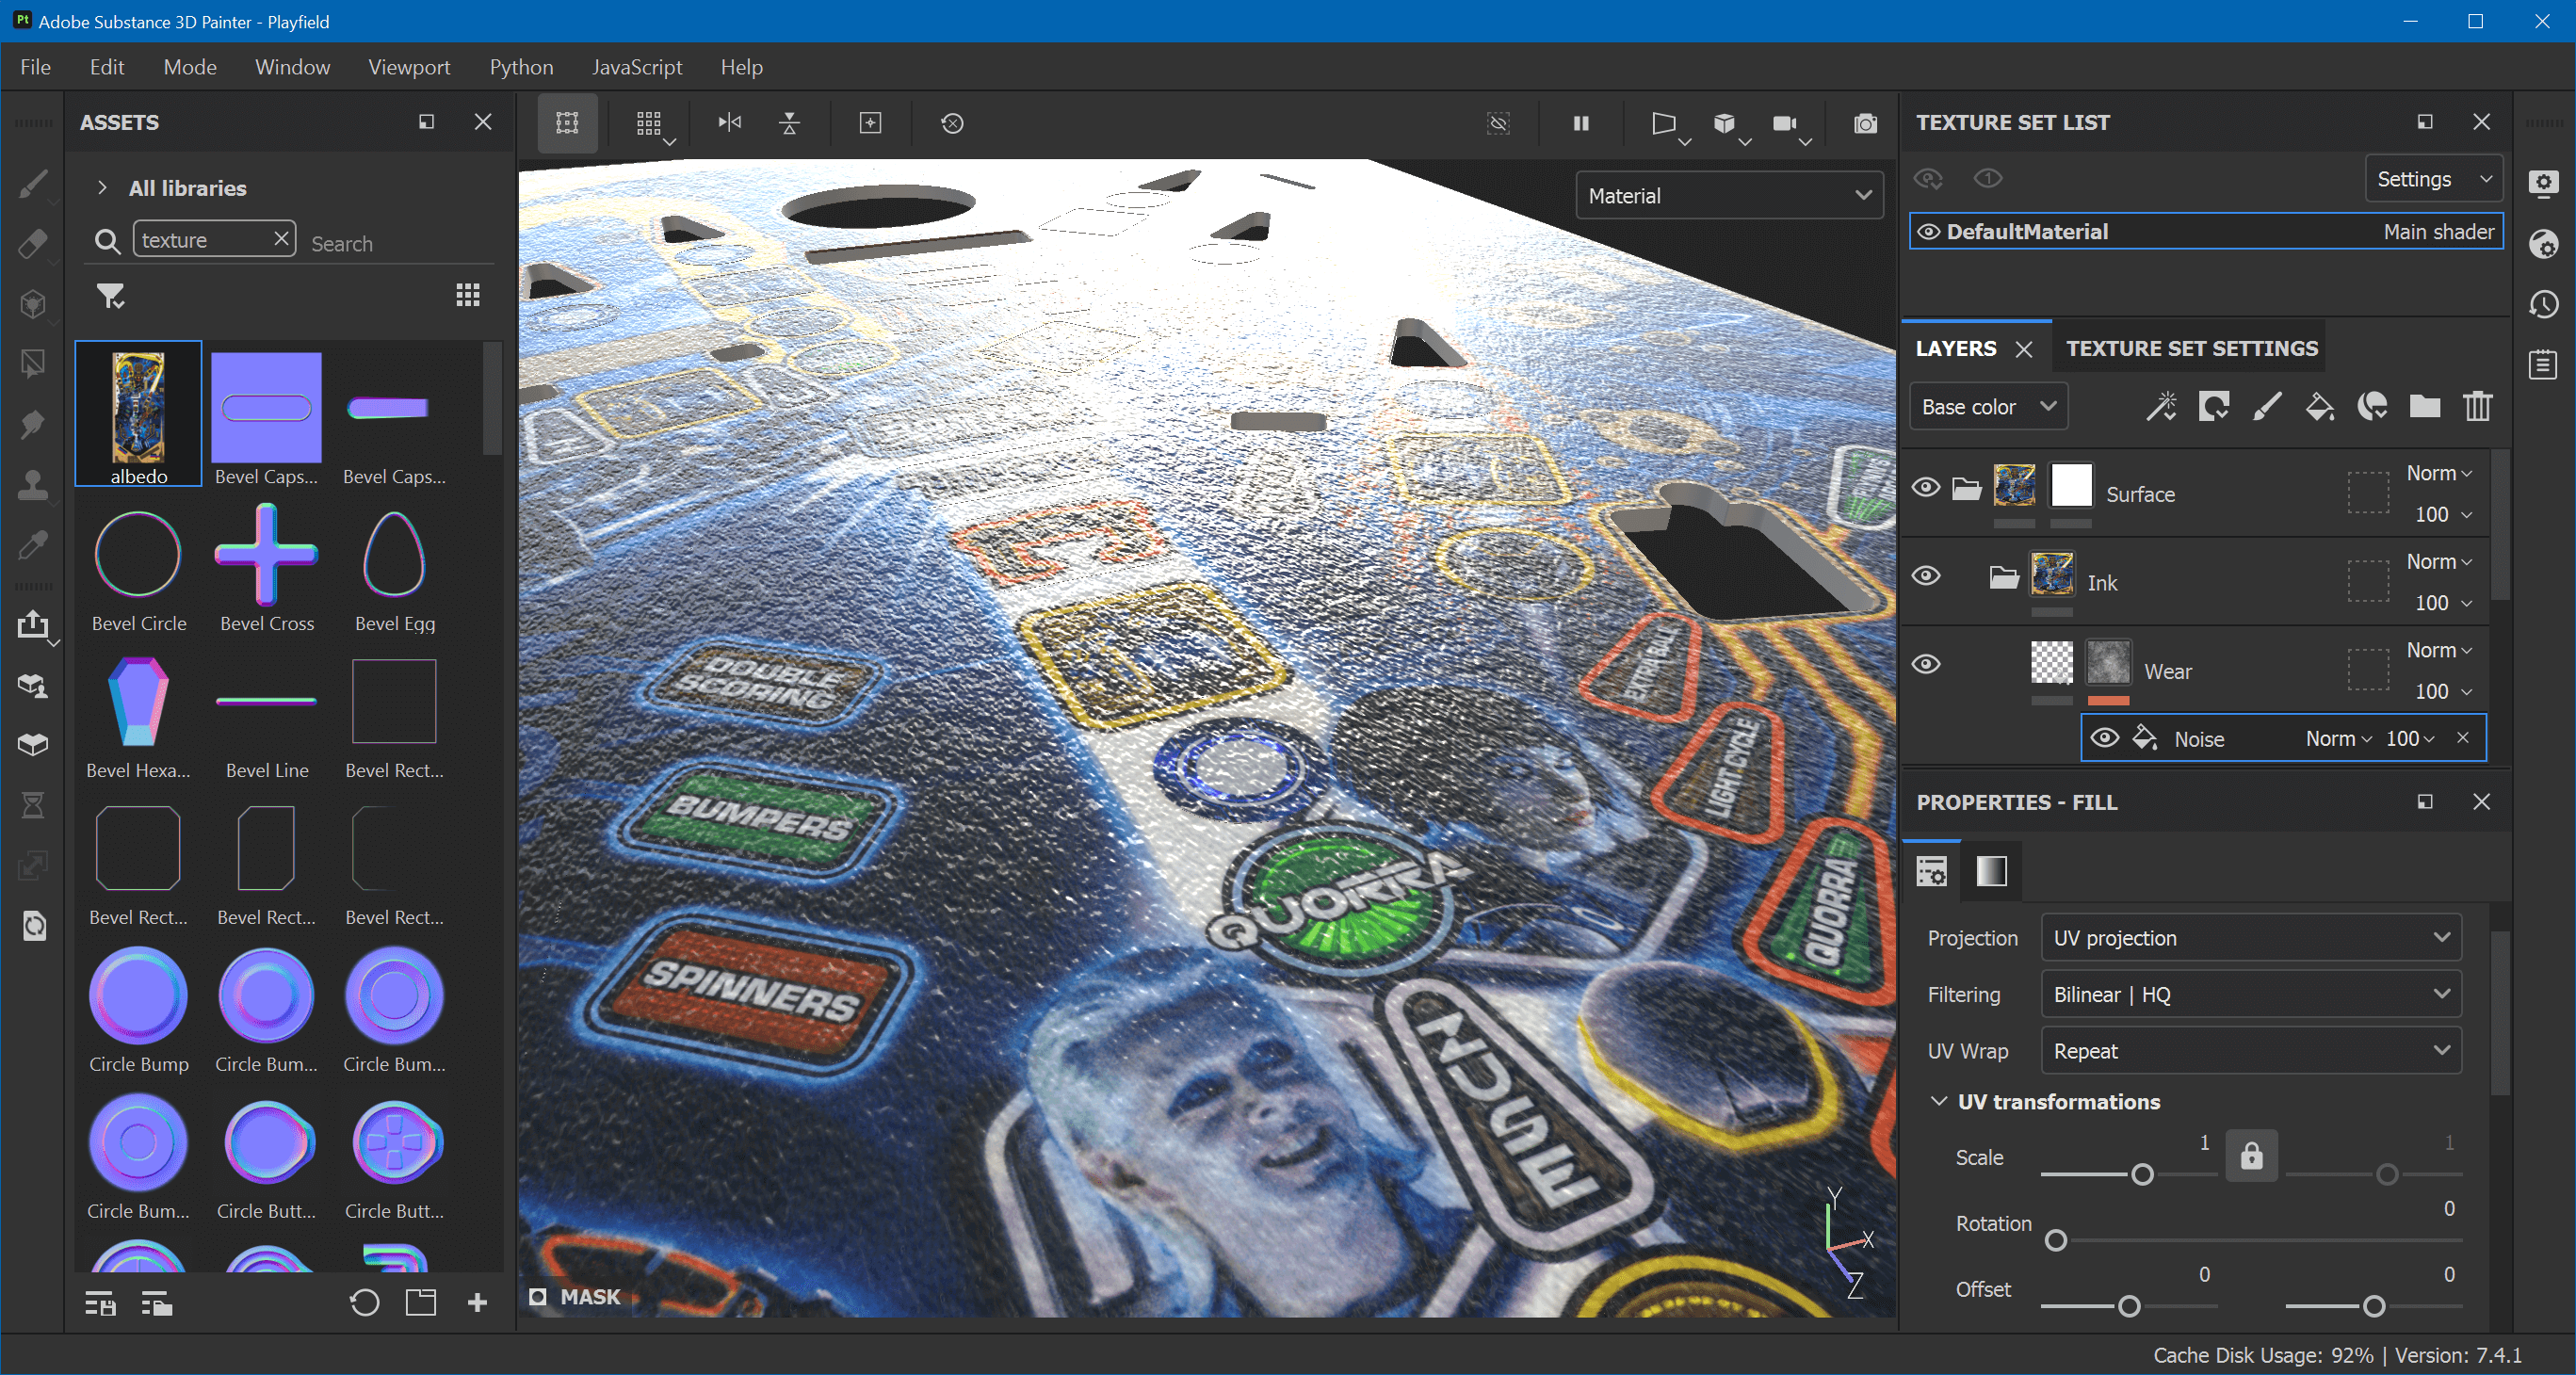 Pt Adobe Substance 3D Painter - Playfield
File Edit Mode Window Viewport Python JavaScript Help
ASSETS
All libraries
texture Search
albedo Bevel Caps... Bevel Caps...
Bevel Circle Bevel Cross Bevel Egg
Bevel Hexa... Bevel Line Bevel Rect...
Bevel Rect... Bevel Rect... Bevel Rect...
Circle Bump Circle Bum... Circle Bum...
Circle Bum... Circle Butt... Circle Butt...
Material
DOUBLE
SCORING
BUMPERS
SPINNERS
QUORRA
EXTRA BALL
LIGHT CYCLE
QUORRA
ZUSE
Y
X
Z
MASK
TEXTURE SET LIST
1
Settings
DefaultMaterial Main shader
LAYERS TEXTURE SET SETTINGS
Base color
Surface Norm
100
Ink Norm
100
Wear Norm
100
Noise Norm 100
PROPERTIES - FILL
Projection UV projection
Filtering Bilinear | HQ
UV Wrap Repeat
UV transformations
Scale 1 1
Rotation 0
Offset 0 0
Cache Disk Usage: 92% | Version: 7.4.1